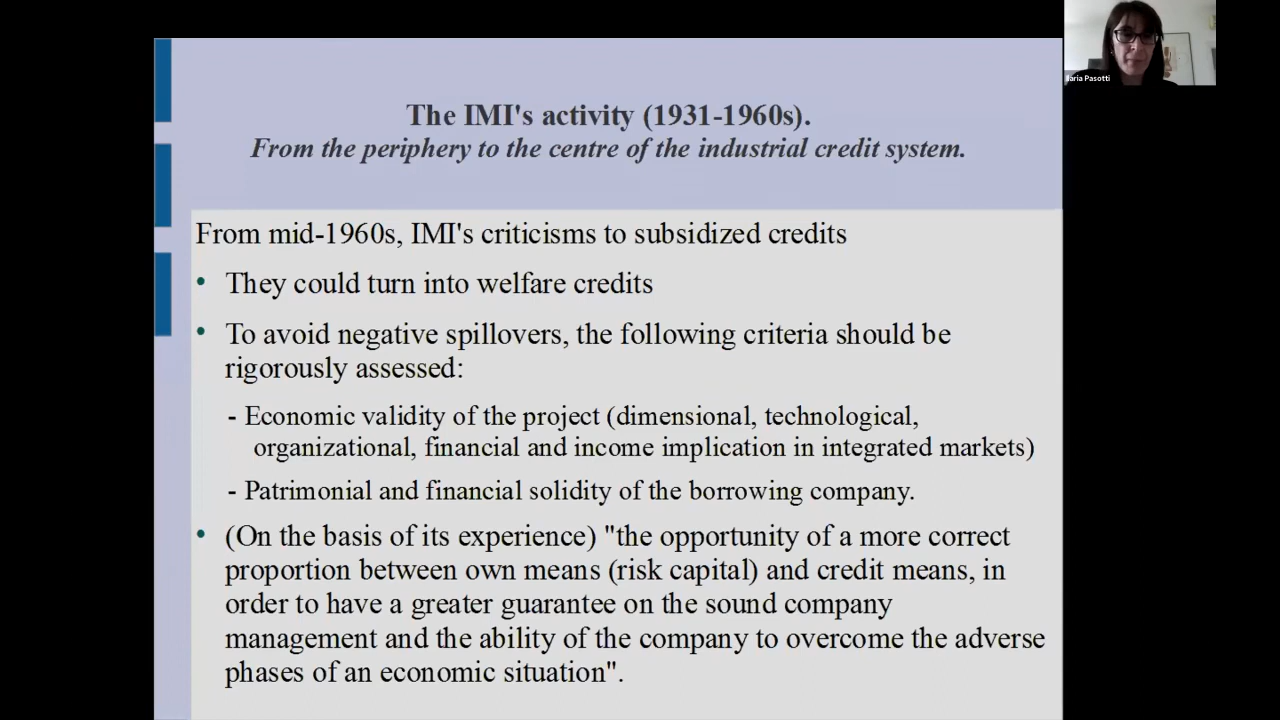 The IMI's activity (1931-1960s).
From the periphery to the centre of the industrial credit system.
From mid-1960s, IMI's criticisms to subsidized credits
• They could turn into welfare credits
• To avoid negative spillovers, the following criteria should be
rigorously assessed:
- Economic validity of the project (dimensional, technological,
organizational, financial and income implication in integrated markets)
- Patrimonial and financial solidity of the borrowing company.
• (On the basis of its experience) "the opportunity of a more correct
proportion between own means (risk capital) and credit means, in
order to have a greater guarantee on the sound company
management and the ability of the company to overcome the adverse
phases of an economic situation".
Ilaria Pasotti